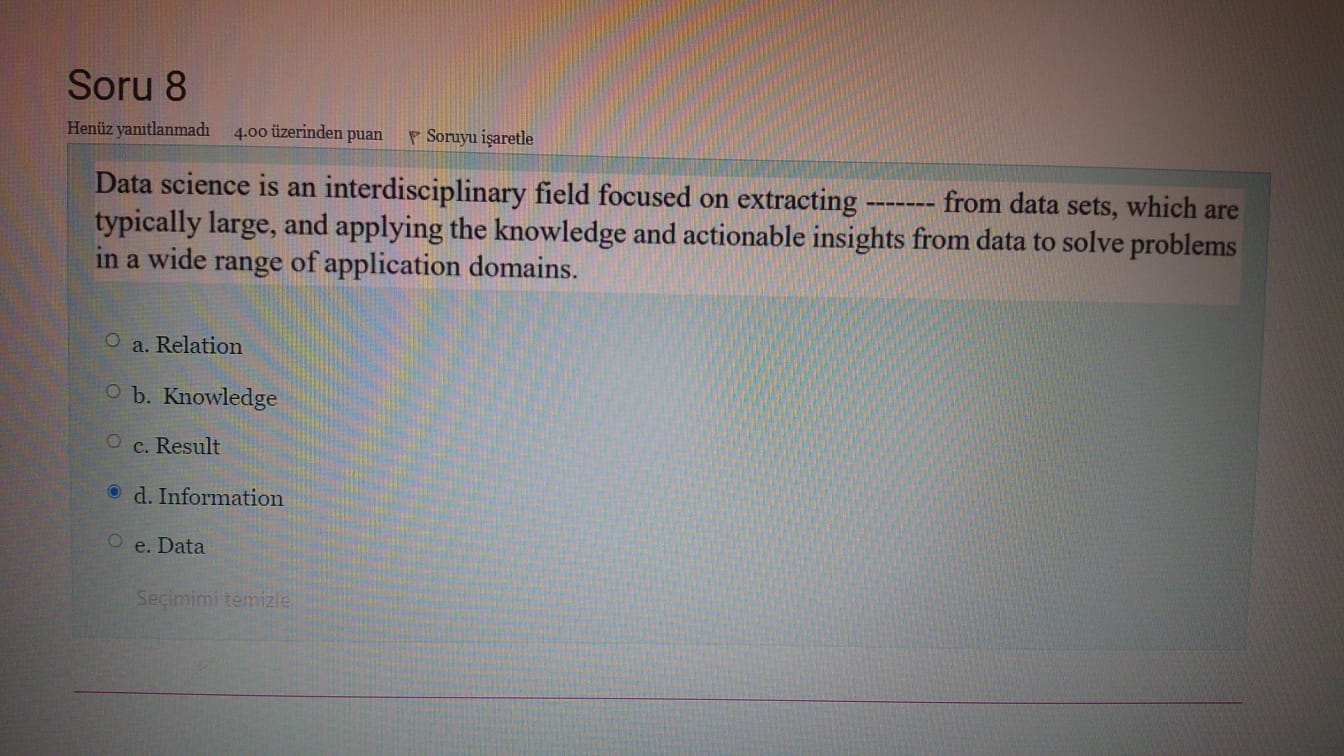 Soru 8
Henüz yanıtlanmadı 4.00 üzerinden puan Soruyu işaretle
Data science is an interdisciplinary field focused on extracting ------- from data sets, which are
typically large, and applying the knowledge and actionable insights from data to solve problems
in a wide range of application domains.
a. Relation
b. Knowledge
c. Result
d. Information
e. Data
Seçimimi temizle